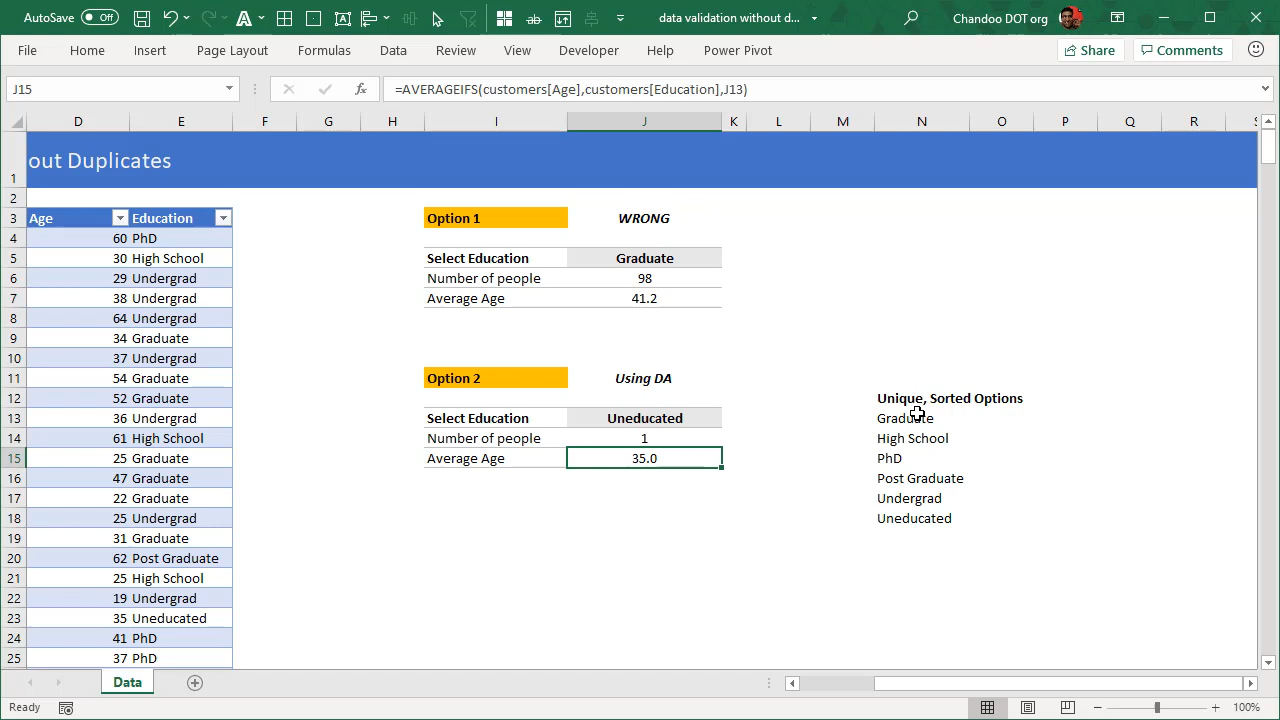 AutoSave Off data validation without d... Chandoo DOT org
File Home Insert Page Layout Formulas Data Review View Developer Help Power Pivot Share Comments
J15 fx =AVERAGEIFS(customers[Age],customers[Education],J13)
D E F G H I J K L M N O P Q R S
1 out Duplicates
2
3 Age Education Option 1 WRONG
4 60 PhD
5 30 High School Select Education Graduate
6 29 Undergrad Number of people 98
7 38 Undergrad Average Age 41.2
8 64 Undergrad
9 34 Graduate
10 37 Undergrad
11 54 Graduate Option 2 Using DA
12 52 Graduate Unique, Sorted Options
13 36 Undergrad Select Education Uneducated Graduate
14 61 High School Number of people 1 High School
15 25 Graduate Average Age 35.0 PhD
16 47 Graduate Post Graduate
17 22 Graduate Undergrad
18 25 Undergrad Uneducated
19 31 Graduate
20 62 Post Graduate
21 25 High School
22 19 Undergrad
23 35 Uneducated
24 41 PhD
25 37 PhD
Data
Ready 100%